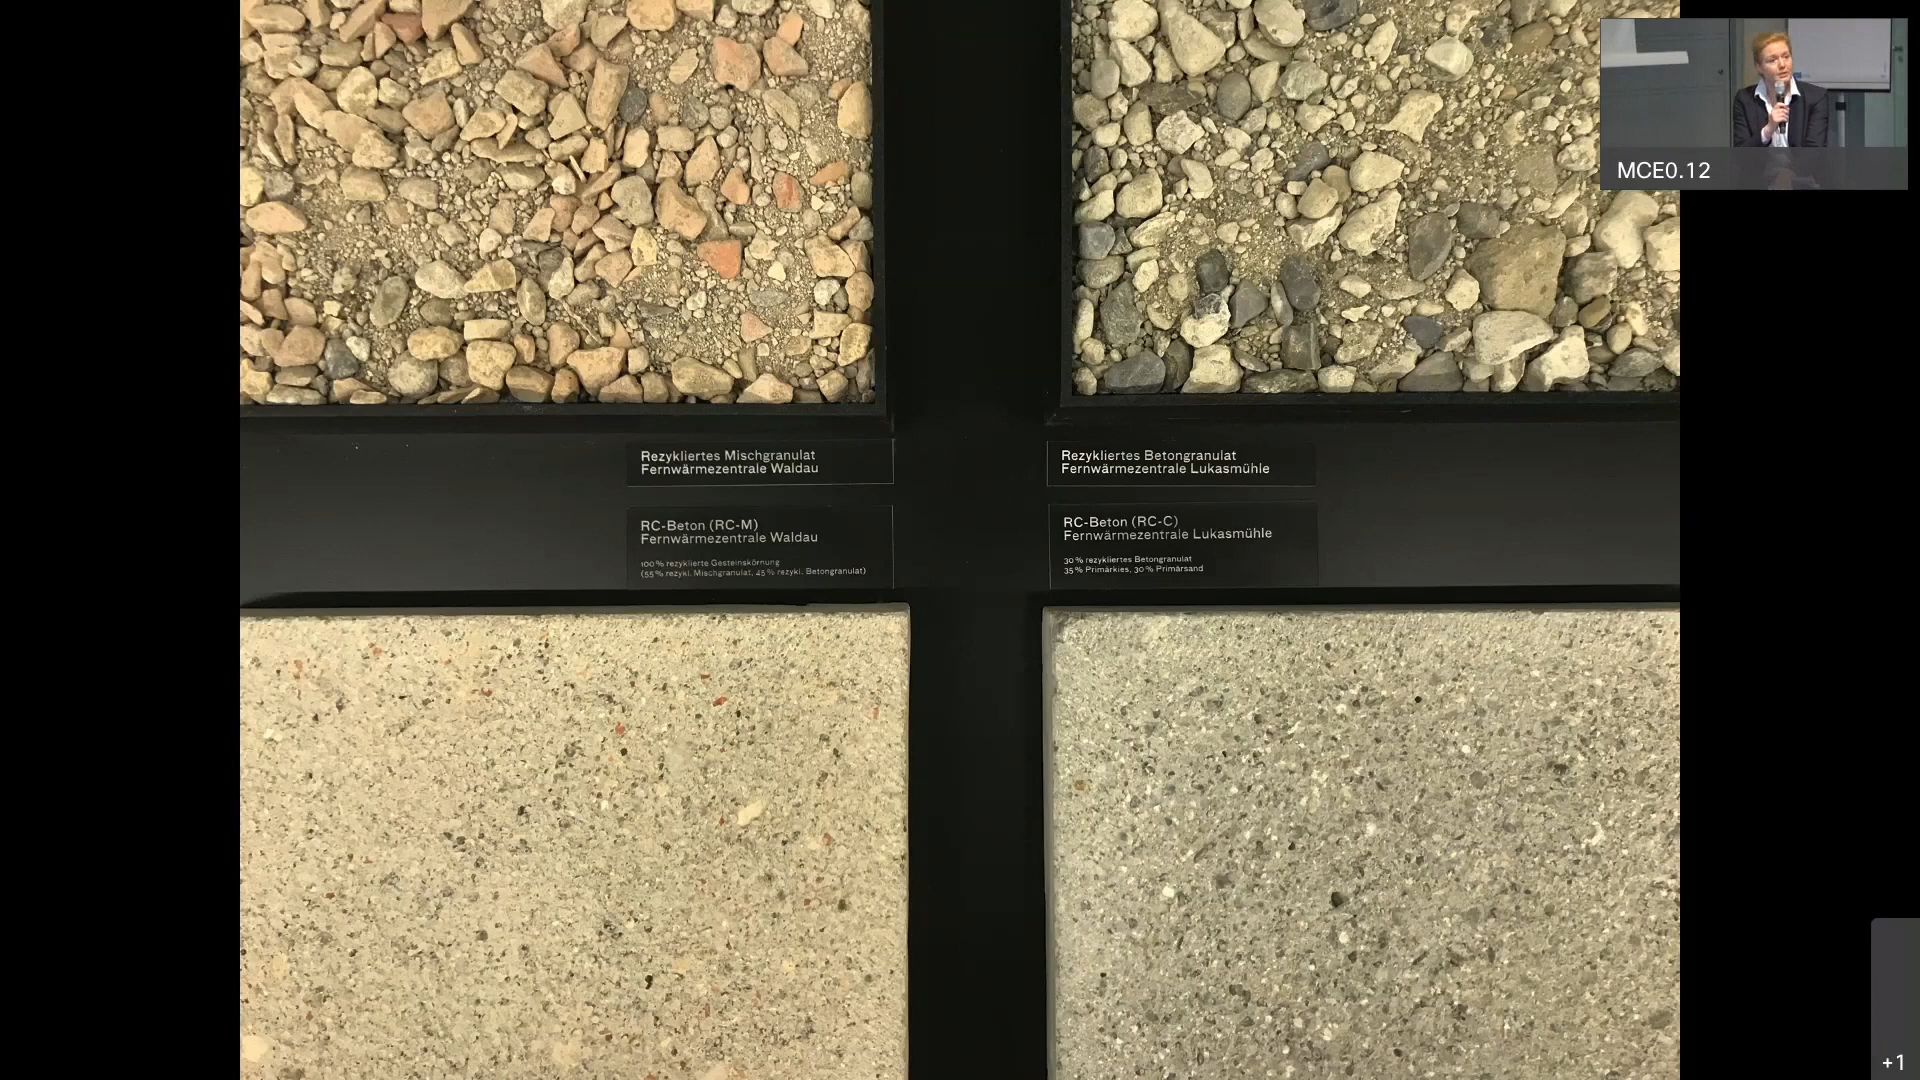 MCE0.12
Rezykliertes Mischgranulat
Fernwärmezentrale Waldau
Rezykliertes Betongranulat
Fernwärmezentrale Lukasmühle
RC-Beton (RC-M)
Fernwärmezentrale Waldau
100% rezyklierte Gesteinskörnung
(55% rezykl. Mischgranulat, 45% rezykl. Betongranulat)
RC-Beton (RC-C)
Fernwärmezentrale Lukasmühle
30% rezykliertes Betongranulat
35% Primärkies, 30% Primärsand
+1